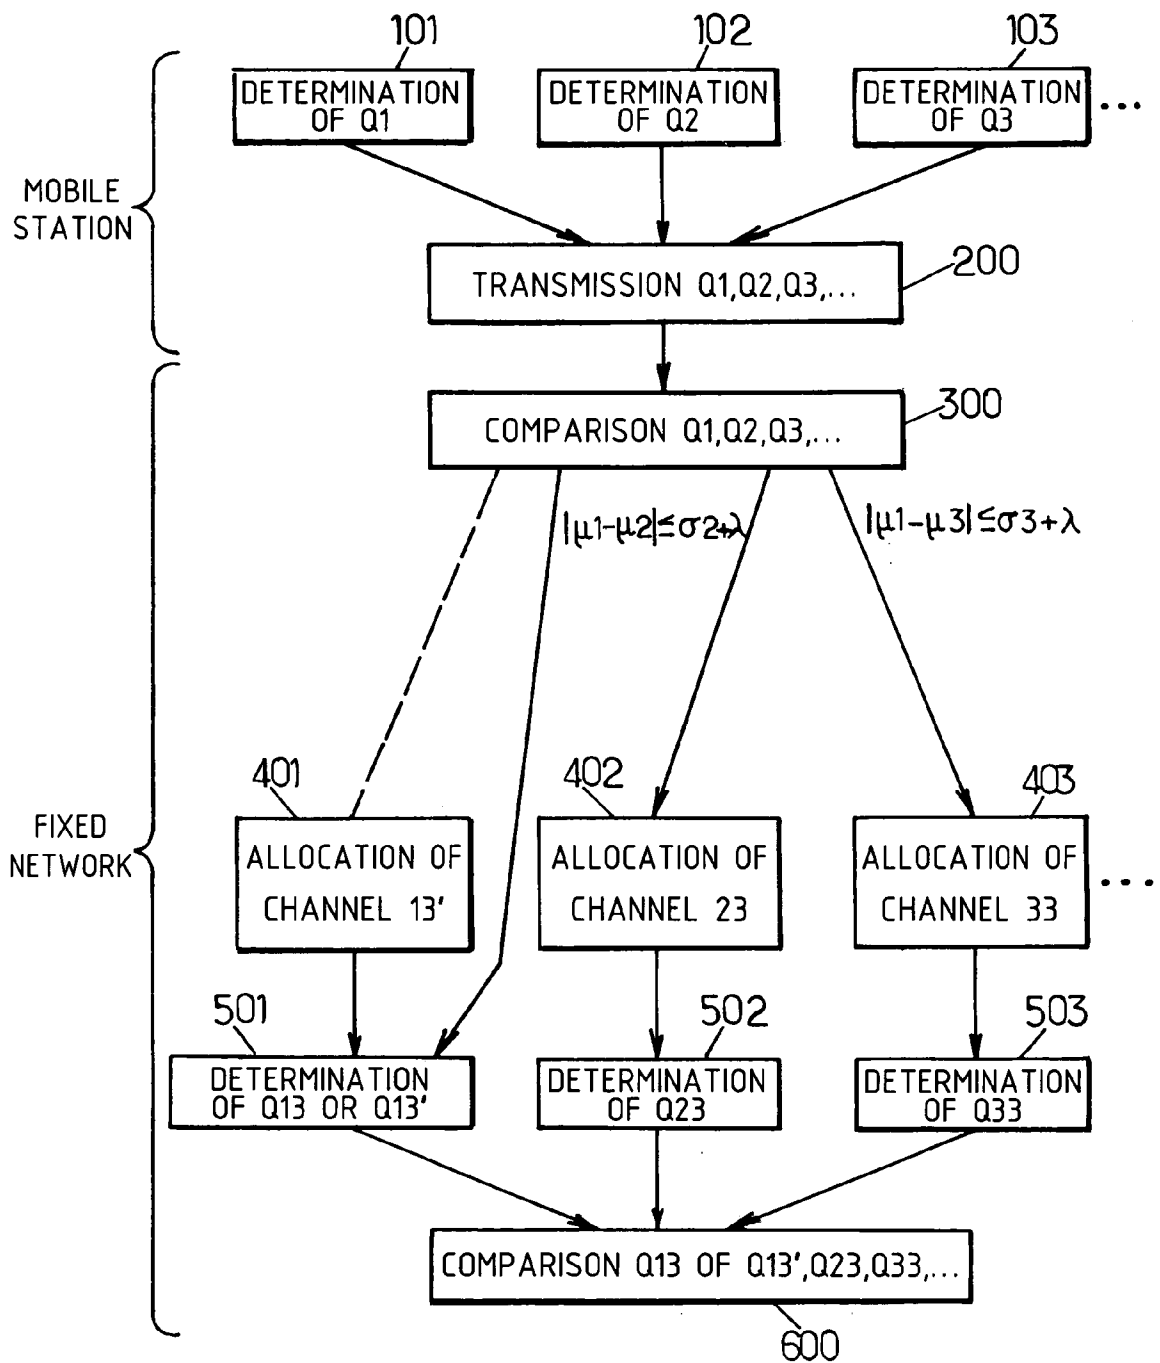 101
102
103
DETERMINATION
OF Q1
DETERMINATION
OF Q2
DETERMINATION
OF Q3
...
MOBILE
STATION
TRANSMISSION Q1,Q2,Q3,...
200
COMPARISON Q1,Q2,Q3,...
300
|μ1-μ2|≤σ2+λ
|μ1-μ3|≤σ3+λ
401
402
403
FIXED
NETWORK
ALLOCATION OF
CHANNEL 13'
ALLOCATION OF
CHANNEL 23
ALLOCATION OF
CHANNEL 33
...
501
502
503
DETERMINATION
OF Q13 OR Q13'
DETERMINATION
OF Q23
DETERMINATION
OF Q33
COMPARISON Q13 OF Q13',Q23,Q33,...
600